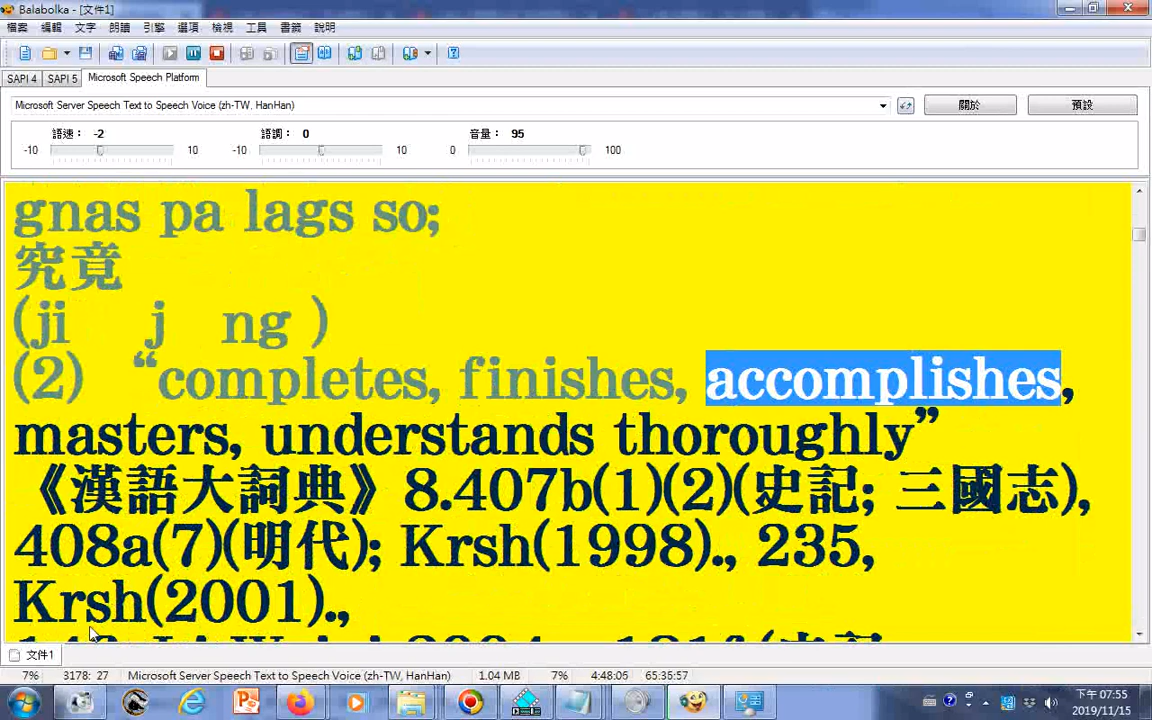 Balabolka - [文件1]
檔案 編輯 文字 朗讀 引擎 選項 檢視 工具 書籤 說明
SAPI 4 SAPI 5 Microsoft Speech Platform
Microsoft Server Speech Text to Speech Voice (zh-TW, HanHan) 關於 預設
語速： -2 語調： 0 音量： 95
-10 10 -10 10 0 100
gnas pa lags so;
究竟
(ji j ng )
(2) “completes, finishes, accomplishes,
masters, understands thoroughly”
《漢語大詞典》8.407b(1)(2)(史記; 三國志),
408a(7)(明代); Krsh(1998)., 235,
Krsh(2001).,
文件1
7% 3178: 27 Microsoft Server Speech Text to Speech Voice (zh-TW, HanHan) 1.04 MB 7% 4:48:05 65:35:57
下午 07:55
2019/11/15